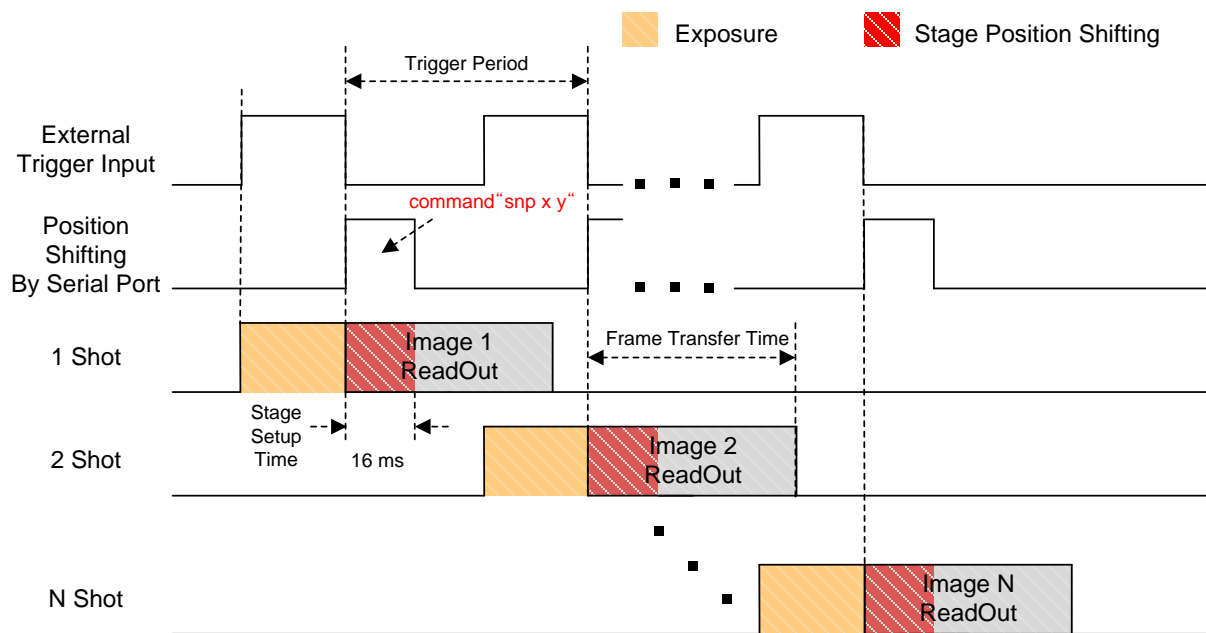 Exposure
Stage Position Shifting
Trigger Period
External
Trigger Input
command“snp x y“
Position
Shifting
By Serial Port
1 Shot
Image 1
ReadOut
Frame Transfer Time
Stage
Setup
Time
16 ms
2 Shot
Image 2
ReadOut
N Shot
Image N
ReadOut